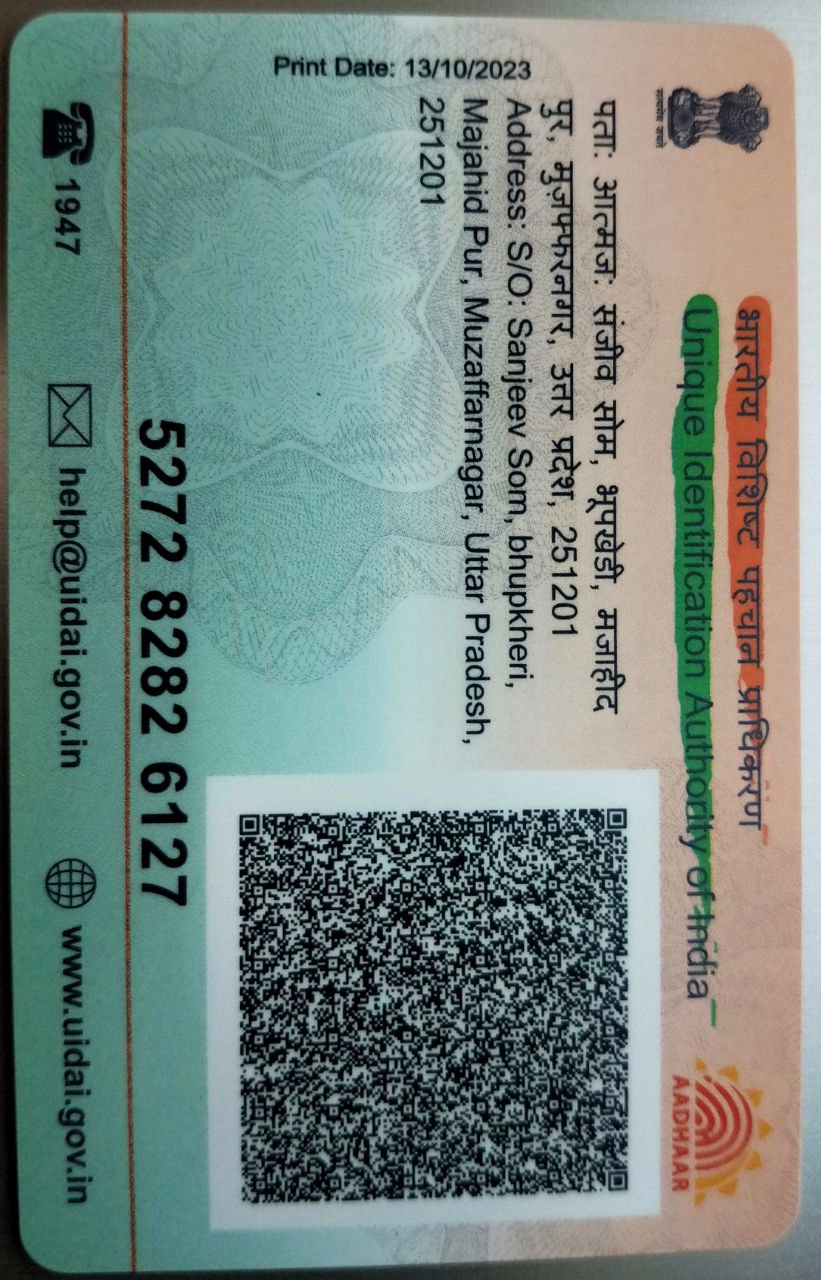 सत्यमेव जयते
भारतीय विशिष्ट पहचान प्राधिकरण
Unique Identification Authority of India
AADHAAR
पता: आत्मज: संजीव सोम, भूपखेडी, मजाहीद
पुर, मुज़फ्फरनगर, उत्तर प्रदेश, 251201
Address: S/O: Sanjeev Som, bhupkheri,
Majahid Pur, Muzaffarnagar, Uttar Pradesh,
251201
Print Date: 13/10/2023
5272 8282 6127
1947
help@uidai.gov.in
www.uidai.gov.in